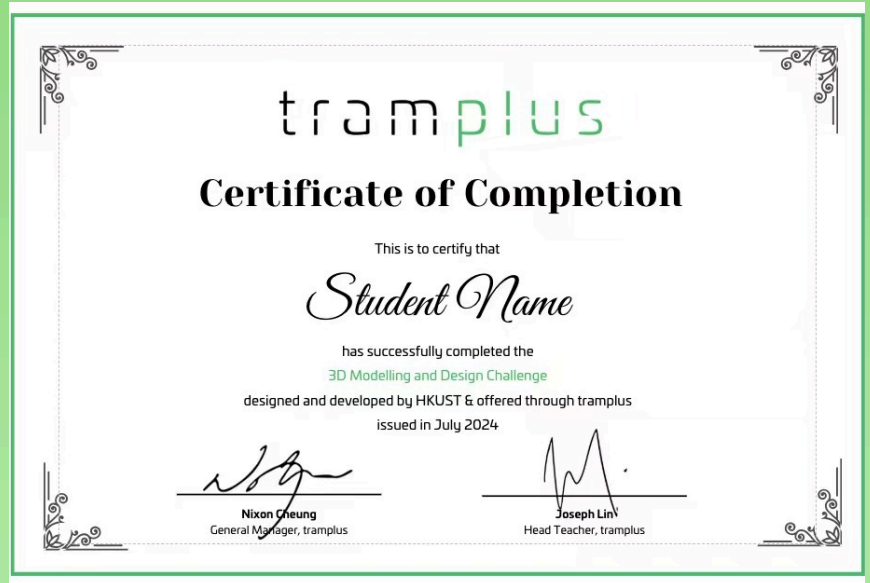 tramplus
Certificate of Completion
This is to certify that
Student Name
has successfully completed the
3D Modelling and Design Challenge
designed and developed by HKUST & offered through tramplus
issued in July 2024
Nixon Cheung
General Manager, tramplus
Joseph Lin
Head Teacher, tramplus